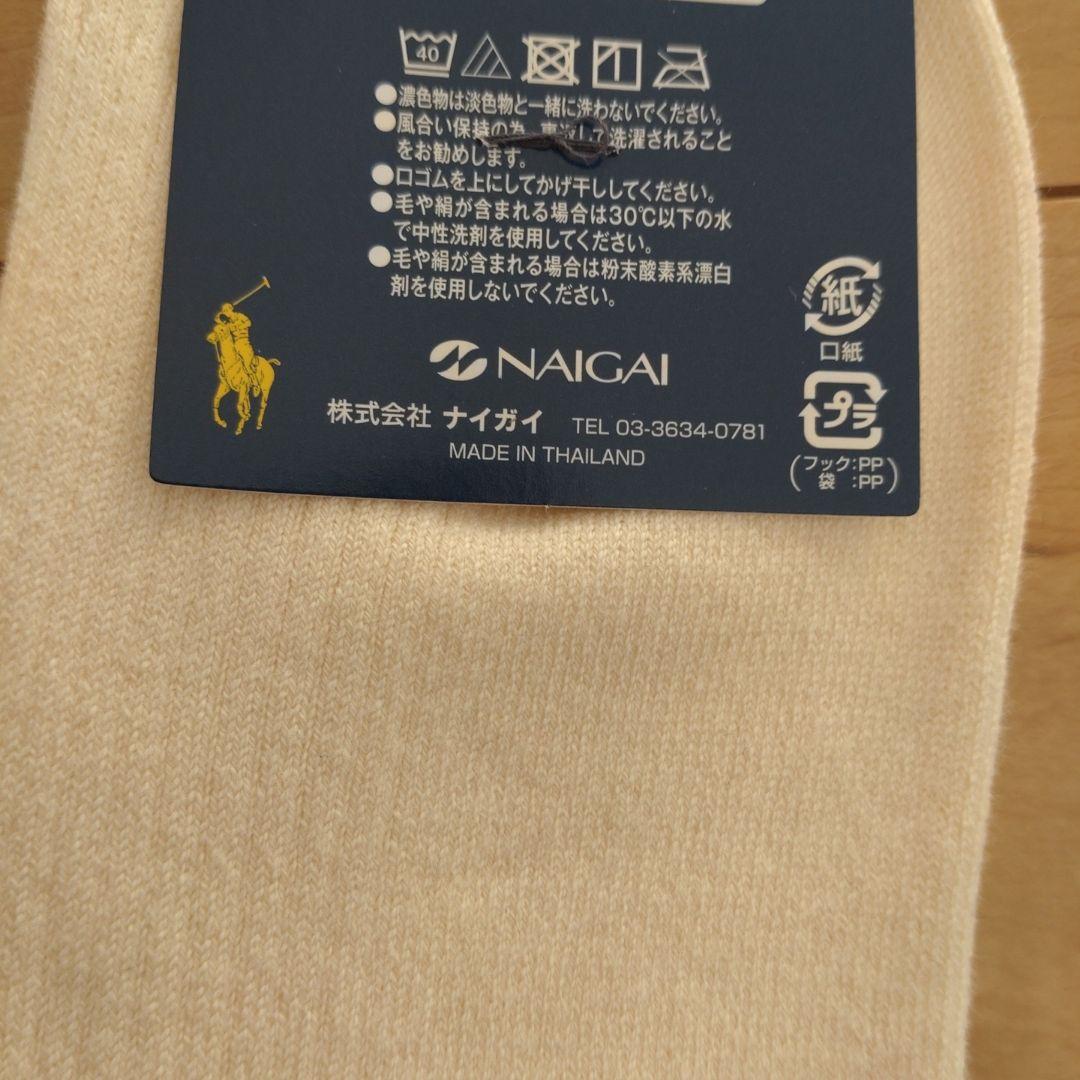 40
●濃色物は淡色物と一緒に洗わないでください。
●風合い保持の為、裏返して洗濯されること
をお勧めします。
●口ゴムを上にしてかげ干ししてください。
●毛や絹が含まれる場合は30℃以下の水
で中性洗剤を使用してください。
●毛や絹が含まれる場合は粉末酸素系漂白
剤を使用しないでください。
NAIGAI
株式会社 ナイガイ TEL 03-3634-0781
MADE IN THAILAND
紙
口紙
プラ
(フック:PP
袋 :PP)